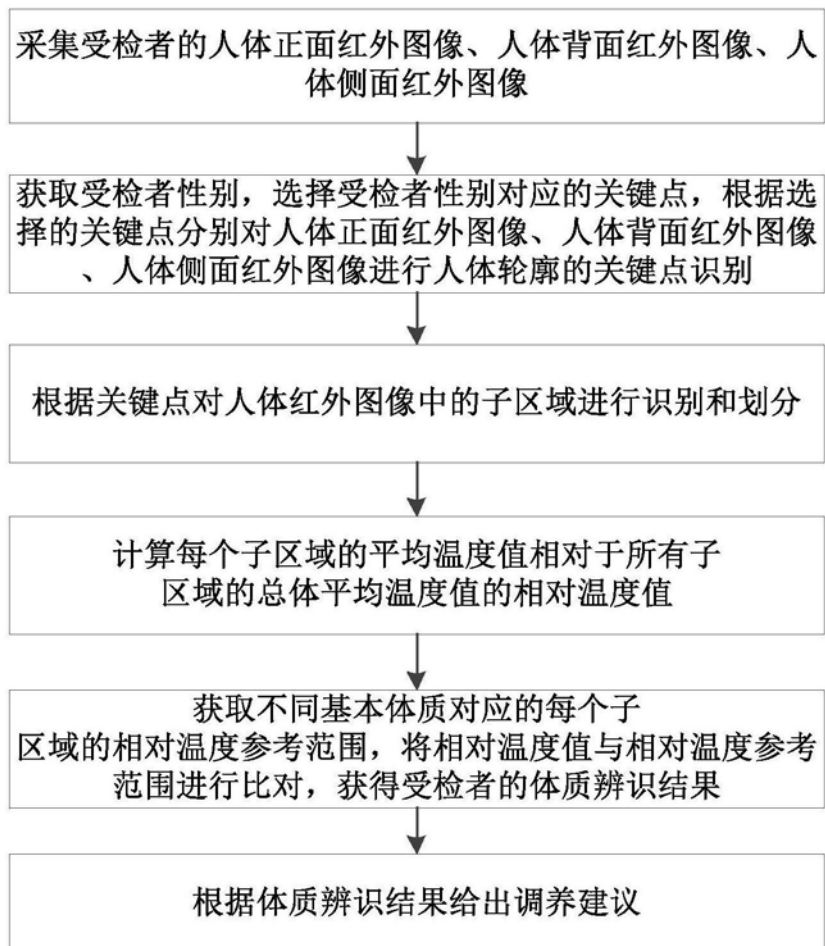 采集受检者的人体正面红外图像、人体背面红外图像、人
体侧面红外图像
获取受检者性别，选择受检者性别对应的关键点，根据选
择的关键点分别对人体正面红外图像、人体背面红外图像
、人体侧面红外图像进行人体轮廓的关键点识别
根据关键点对人体红外图像中的子区域进行识别和划分
计算每个子区域的平均温度值相对于所有子
区域的总体平均温度值的相对温度值
获取不同基本体质对应的每个子
区域的相对温度参考范围，将相对温度值与相对温度参考
范围进行比对，获得受检者的体质辨识结果
根据体质辨识结果给出调养建议